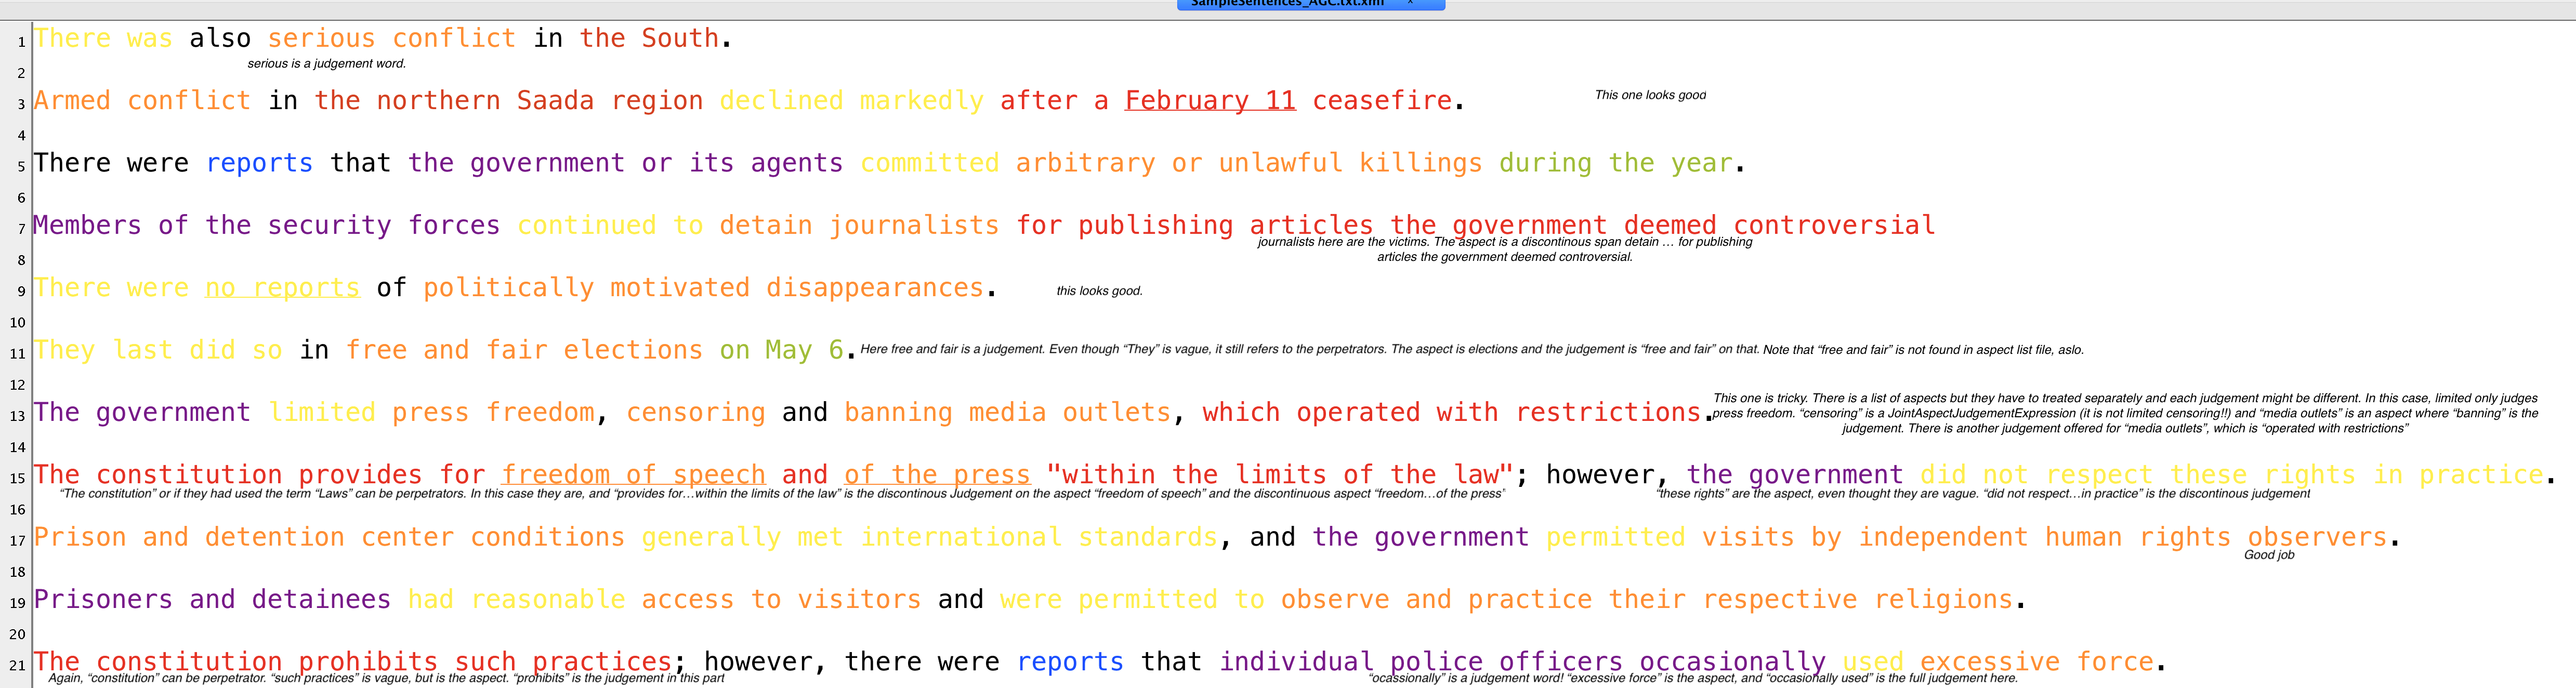 SampleSentences_AGC.txt.xml ×
1 There was also serious conflict in the South.
serious is a judgement word.
2
3 Armed conflict in the northern Saada region declined markedly after a February 11 ceasefire. This one looks good
4
5 There were reports that the government or its agents committed arbitrary or unlawful killings during the year.
6
7 Members of the security forces continued to detain journalists for publishing articles the government deemed controversial
journalists here are the victims. The aspect is a discontinous span detain … for publishing
8 articles the government deemed controversial.
9 There were no reports of politically motivated disappearances. this looks good.
10
11 They last did so in free and fair elections on May 6. Here free and fair is a judgement. Even though “They” is vague, it still refers to the perpetrators. The aspect is elections and the judgement is “free and fair” on that. Note that “free and fair” is not found in aspect list file, aslo.
12
This one is tricky. There is a list of aspects but they have to treated separately and each judgement might be different. In this case, limited only judges
13 The government limited press freedom, censoring and banning media outlets, which operated with restrictions. press freedom. “censoring” is a JointAspectJudgementExpression (it is not limited censoring!!) and “media outlets” is an aspect where “banning” is the
judgement. There is another judgement offered for “media outlets”, which is “operated with restrictions”
14
15 The constitution provides for freedom of speech and of the press "within the limits of the law"; however, the government did not respect these rights in practice.
“The constitution” or if they had used the term “Laws” can be perpetrators. In this case they are, and “provides for…within the limits of the law” is the discontinous Judgement on the aspect “freedom of speech” and the discontinuous aspect “freedom…of the press” “these rights” are the aspect, even thought they are vague. “did not respect…in practice” is the discontinous judgement
16
17 Prison and detention center conditions generally met international standards, and the government permitted visits by independent human rights observers.
Good job
18
19 Prisoners and detainees had reasonable access to visitors and were permitted to observe and practice their respective religions.
20
21 The constitution prohibits such practices; however, there were reports that individual police officers occasionally used excessive force.
Again, “constitution” can be perpetrator. “such practices” is vague, but is the aspect. “prohibits” is the judgement in this part “ocassionally” is a judgement word! “excessive force” is the aspect, and “occasionally used” is the full judgement here.